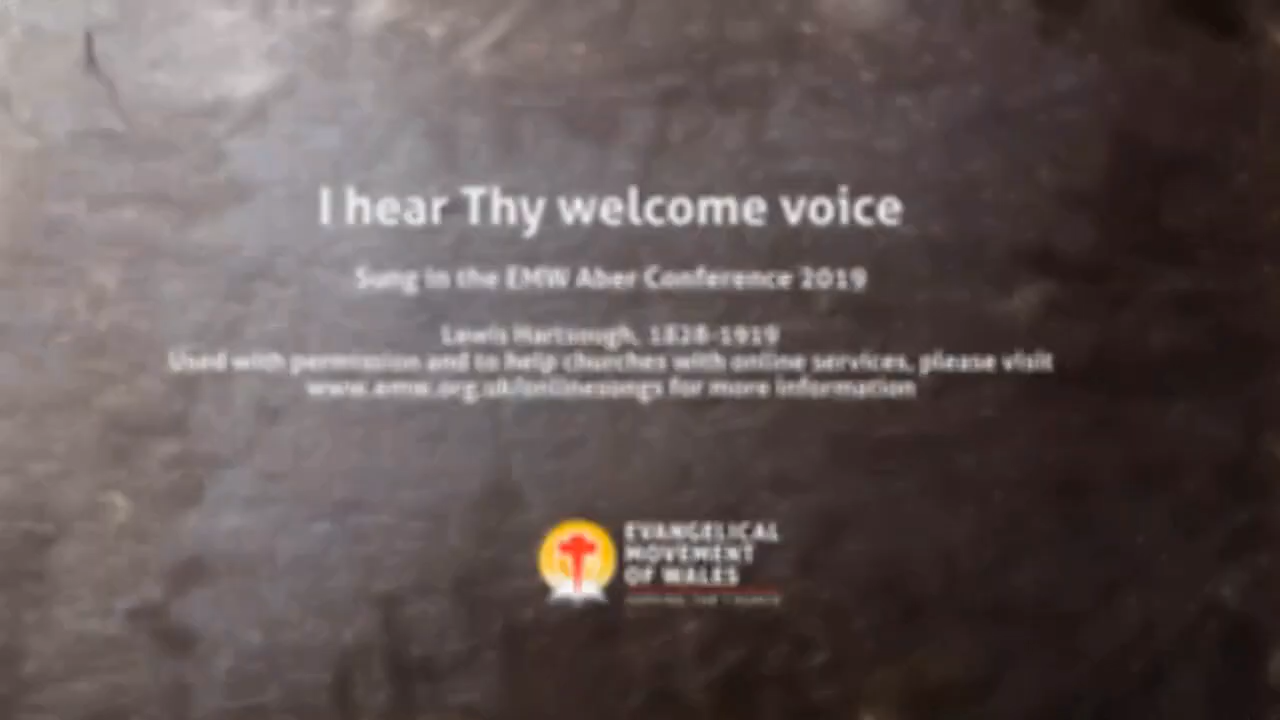 I hear Thy welcome voice
Sung in the EMW Aber Conference 2019
Lewis Hartsough, 1828-1919
Used with permission and to help churches with online services, please visit
www.emw.org.uk/onlinesongs for more information
EVANGELICAL
MOVEMENT
OF WALES